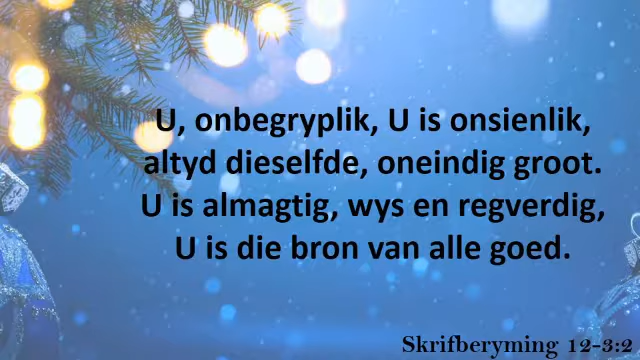 U, onbegryplik, U is onsienlik,
altyd dieselfde, oneindig groot.
U is almagtig, wys en regverdig,
U is die bron van alle goed.
Skrifberyming 12-3:2